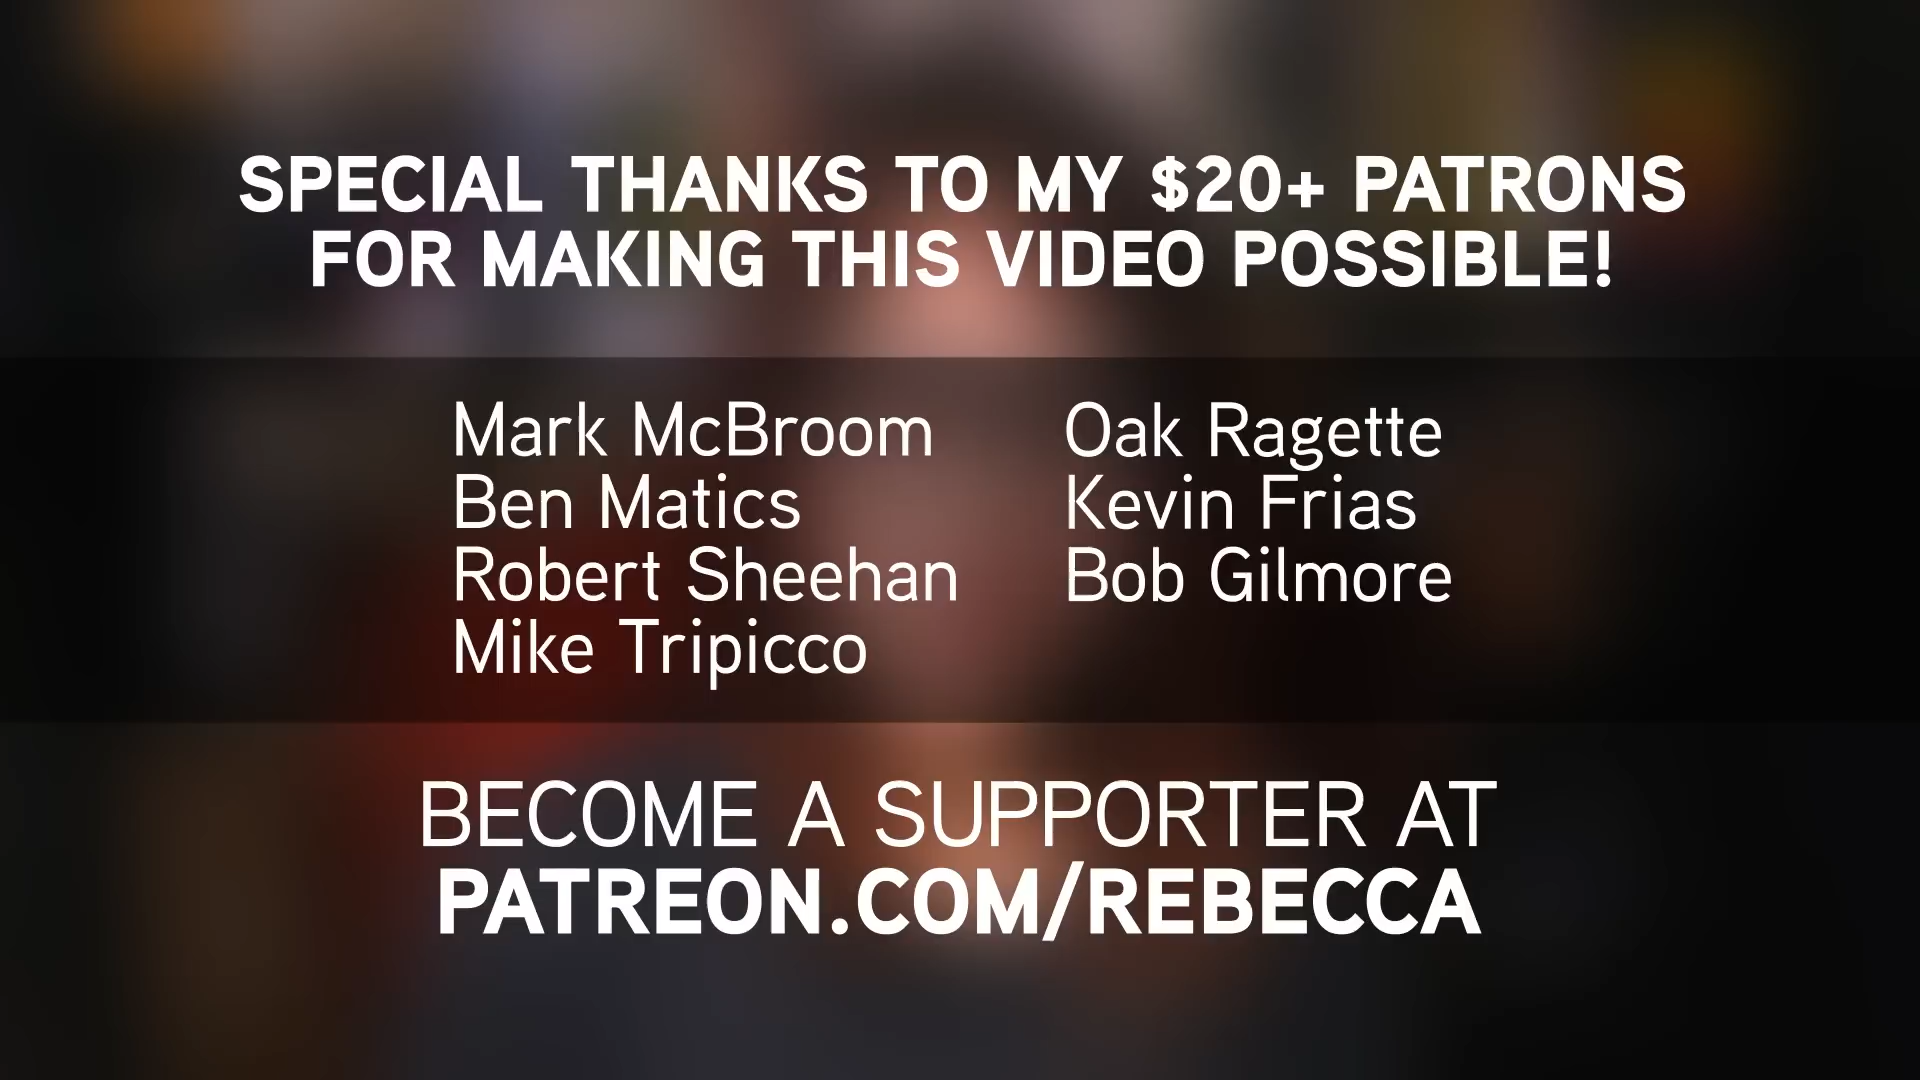 SPECIAL THANKS TO MY $20+ PATRONS
FOR MAKING THIS VIDEO POSSIBLE!
Mark McBroom
Ben Matics
Robert Sheehan
Mike Tripicco
Oak Ragette
Kevin Frias
Bob Gilmore
BECOME A SUPPORTER AT
PATREON.COM/REBECCA